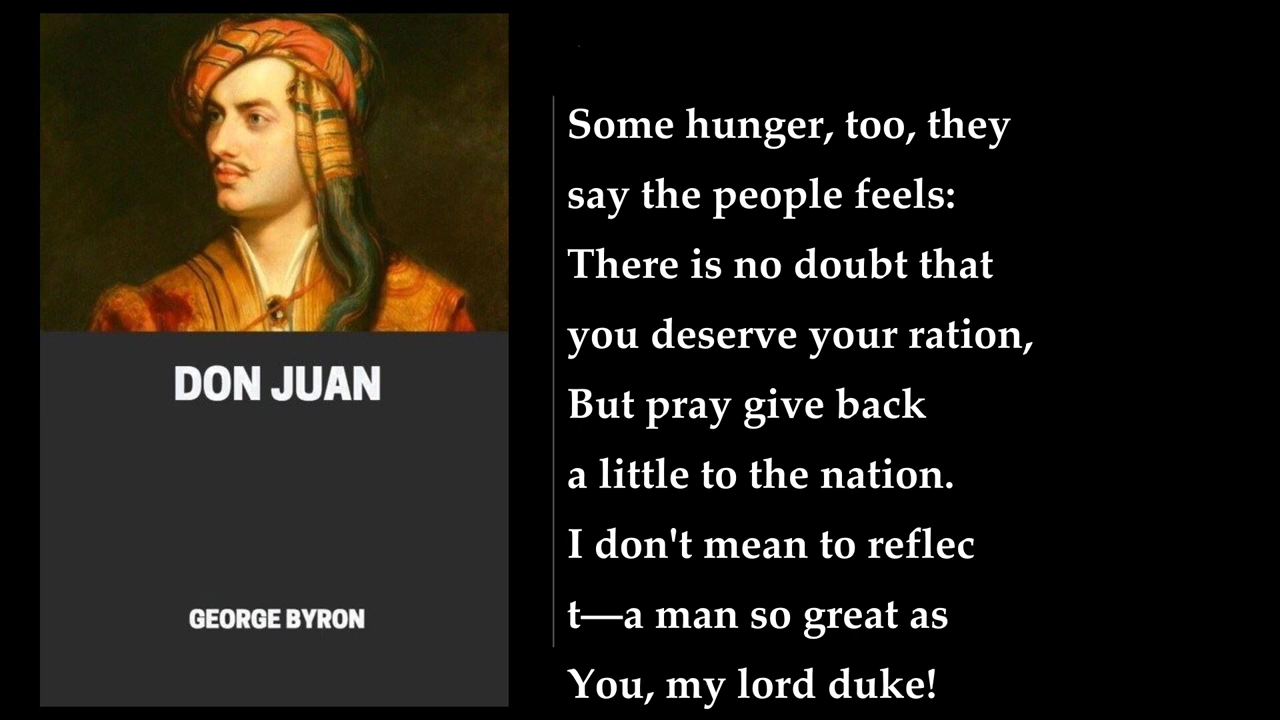 DON JUAN
GEORGE BYRON
Some hunger, too, they
say the people feels:
There is no doubt that
you deserve your ration,
But pray give back
a little to the nation.
I don't mean to reflec
t—a man so great as
You, my lord duke!